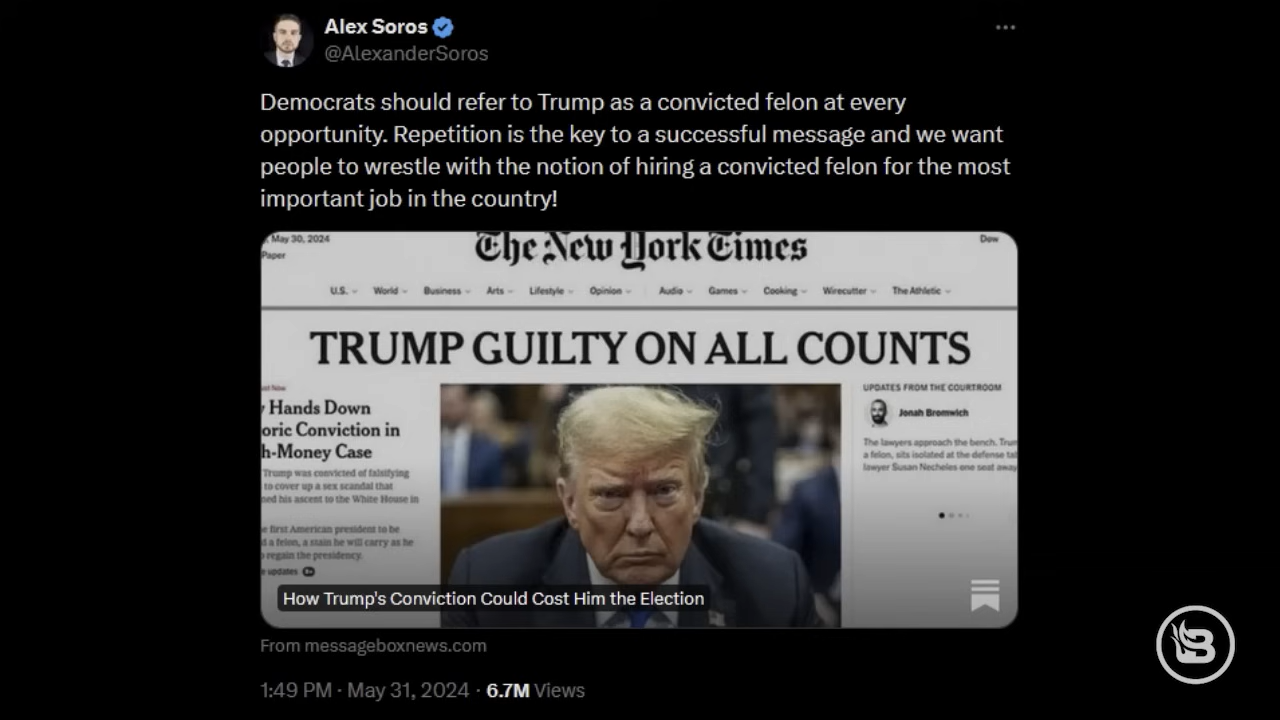 Alex Soros
@AlexanderSoros
Democrats should refer to Trump as a convicted felon at every
opportunity. Repetition is the key to a successful message and we want
people to wrestle with the notion of hiring a convicted felon for the most
important job in the country!
May 30, 2024
Paper
The New York Times
Dow
U.S. World Business Arts Lifestyle Opinion Audio Games Cooking Wirecutter The Athletic
TRUMP GUILTY ON ALL COUNTS
Hands Down
oric Conviction in
h-Money Case
Trump was convicted of falsifying
to cover up a sex scandal that
ned his ascent to the White House in
e first American president to be
d a felon, a stain he will carry as he
regain the presidency.
updates
UPDATES FROM THE COURTROOM
Jonah Bromwich
The lawyers approach the bench. Trum
a felon, sits isolated at the defense tal
lawyer Susan Necheles one seat away
How Trump's Conviction Could Cost Him the Election
From messageboxnews.com
1:49 PM · May 31, 2024 · 6.7M Views
B